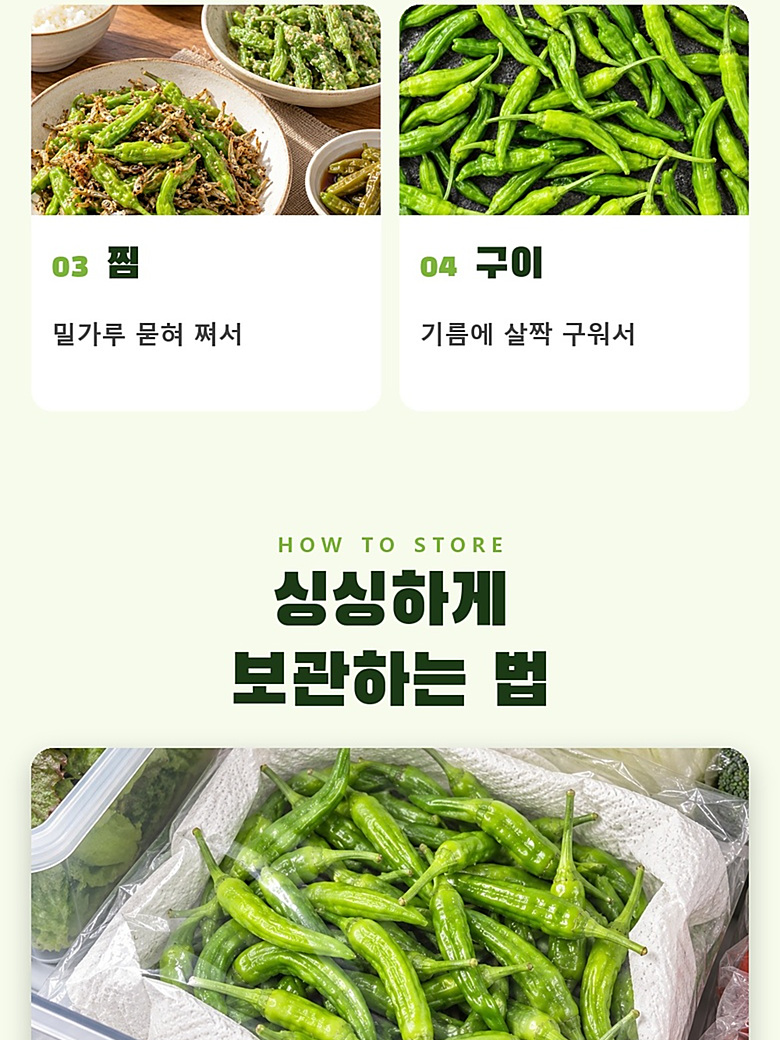 03 찜
밀가루 묻혀 쪄서
04 구이
기름에 살짝 구워서
HOW TO STORE
싱싱하게
보관하는 법